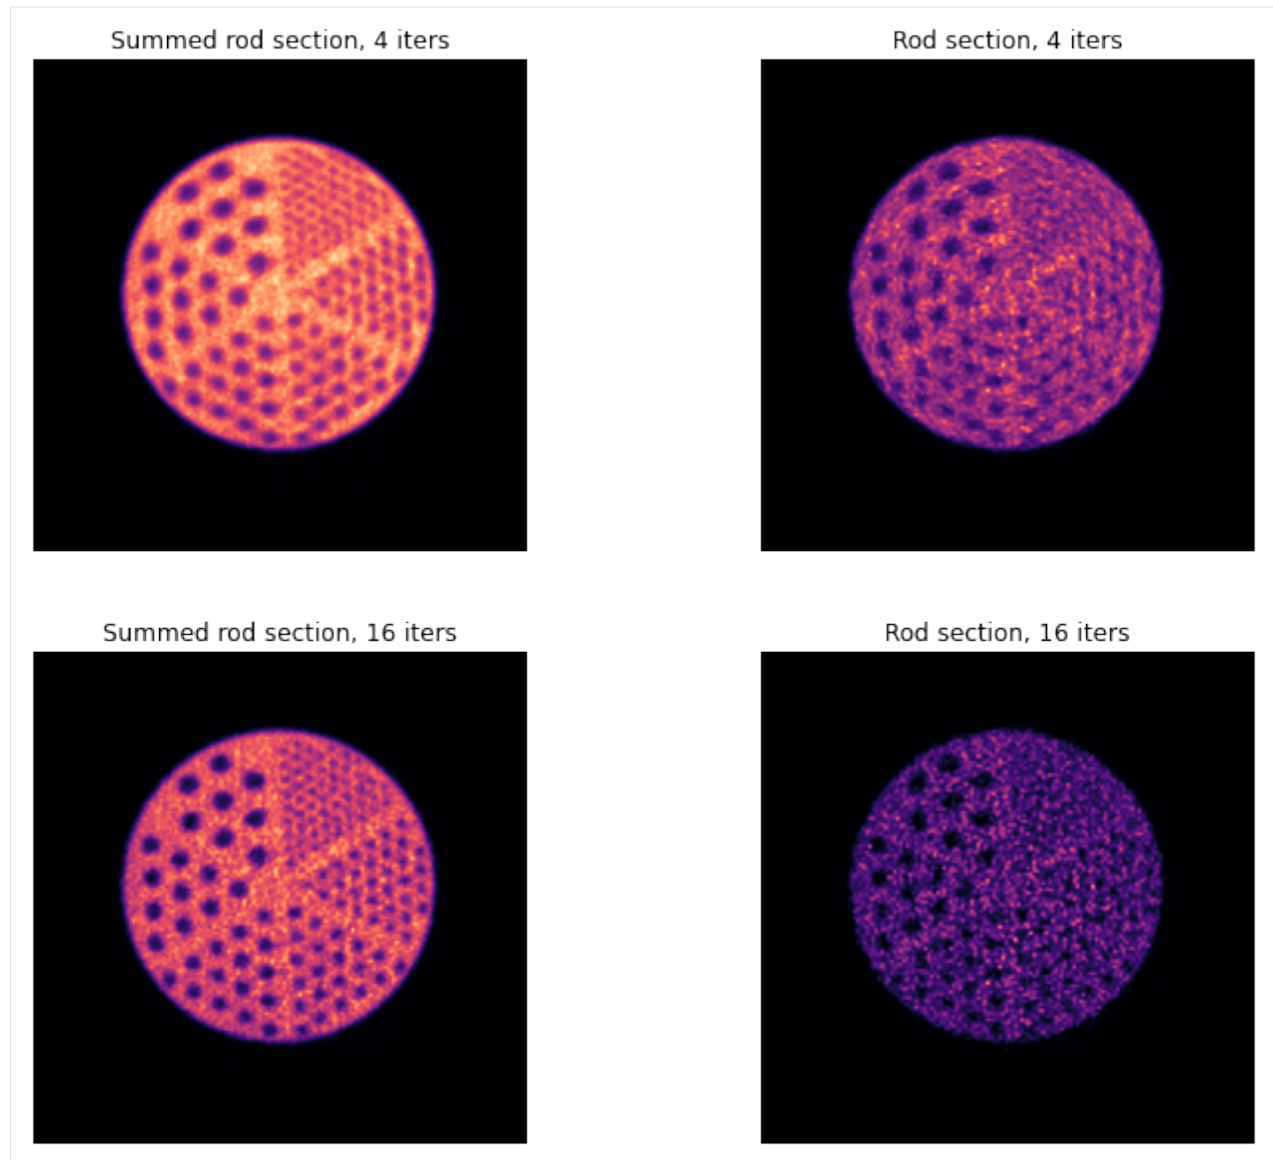 Summed rod section, 4 iters
Rod section, 4 iters
Summed rod section, 16 iters
Rod section, 16 iters